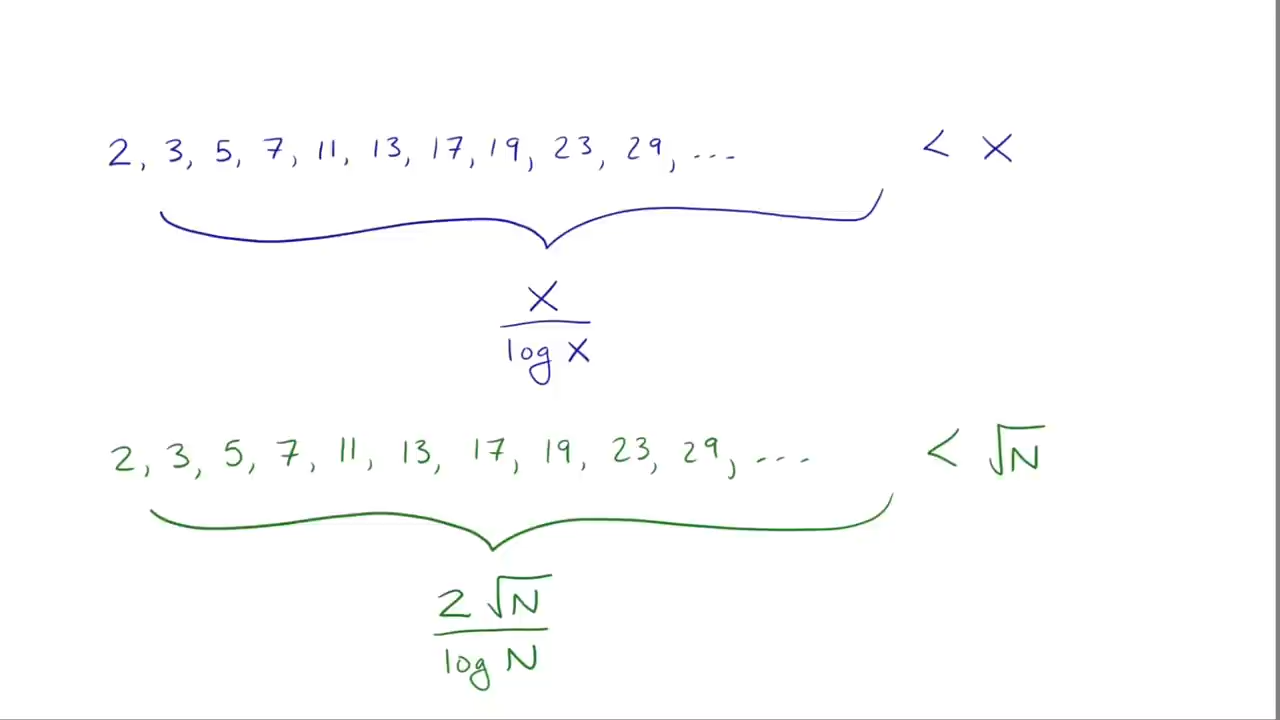 2, 3, 5, 7, 11, 13, 17, 19, 23, 29, ... < X
X
log X
2, 3, 5, 7, 11, 13, 17, 19, 23, 29, ... < √N
2 √N
log N